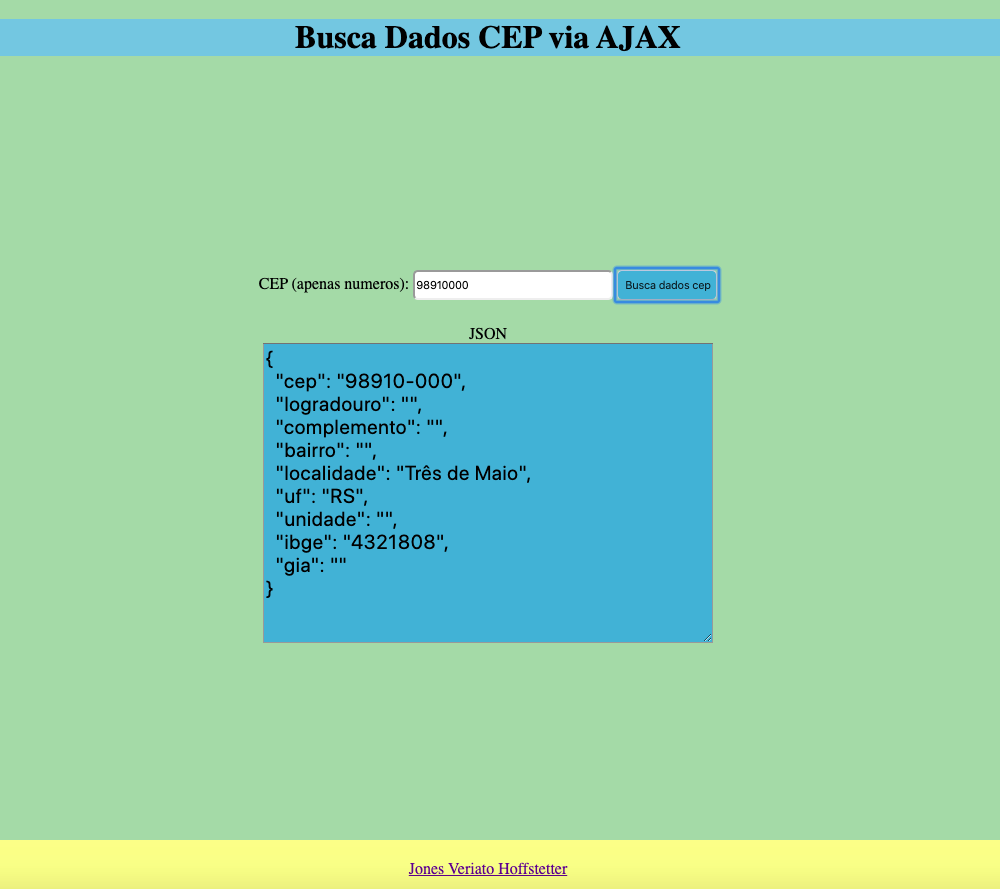 Busca Dados CEP via AJAX
CEP (apenas numeros): 98910000 Busca dados cep
JSON
{
  "cep": "98910-000",
  "logradouro": "",
  "complemento": "",
  "bairro": "",
  "localidade": "Três de Maio",
  "uf": "RS",
  "unidade": "",
  "ibge": "4321808",
  "gia": ""
}
Jones Veriato Hoffstetter